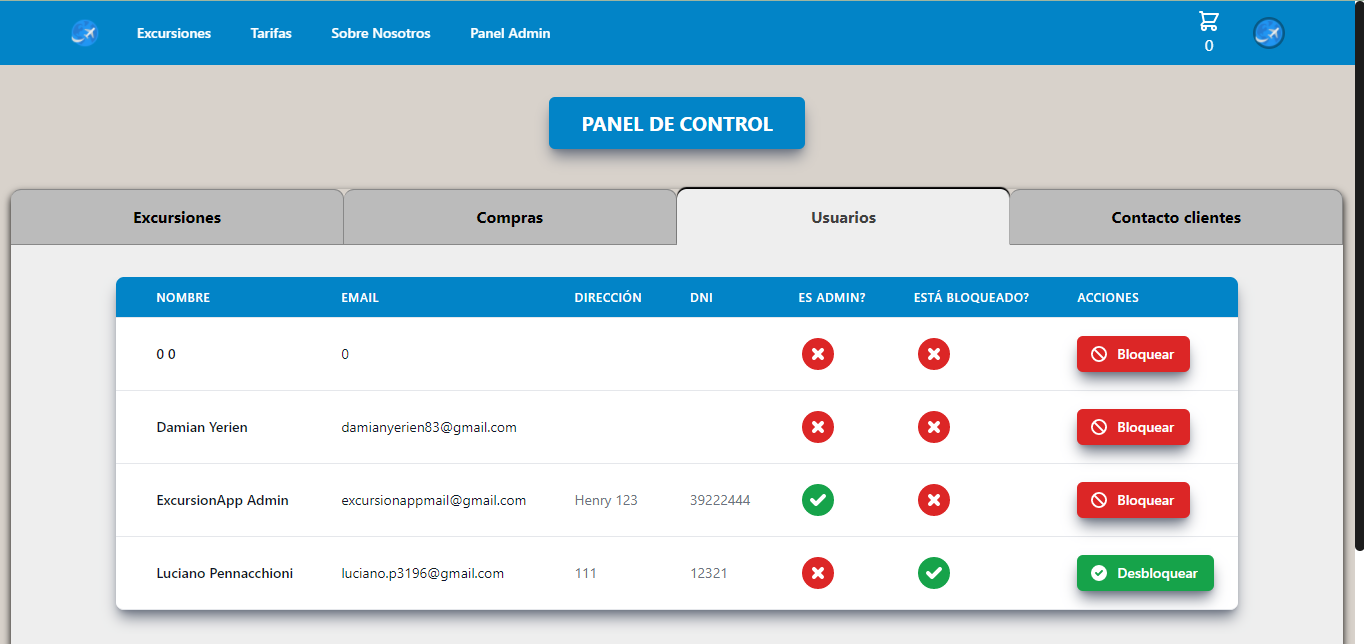 Excursiones Tarifas Sobre Nosotros Panel Admin
0
PANEL DE CONTROL
Excursiones Compras Usuarios Contacto clientes
NOMBRE EMAIL DIRECCIÓN DNI ES ADMIN? ESTÁ BLOQUEADO? ACCIONES
0 0 0 Bloquear
Damian Yerien damianyerien83@gmail.com Bloquear
ExcursionApp Admin excursionappmail@gmail.com Henry 123 39222444 Bloquear
Luciano Pennacchioni luciano.p3196@gmail.com 111 12321 Desbloquear